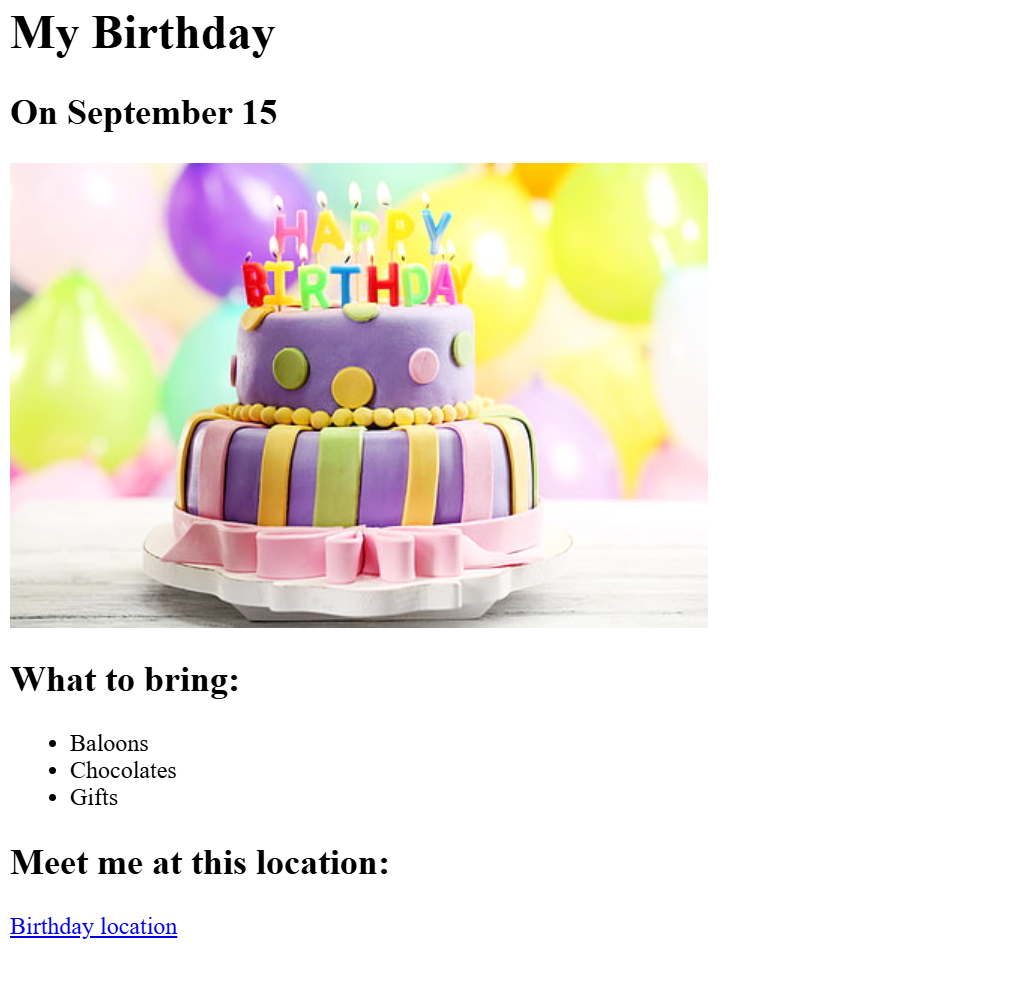 My Birthday
On September 15
HAPPY
BIRTHDAY
What to bring:
Baloons
Chocolates
Gifts
Meet me at this location:
Birthday location